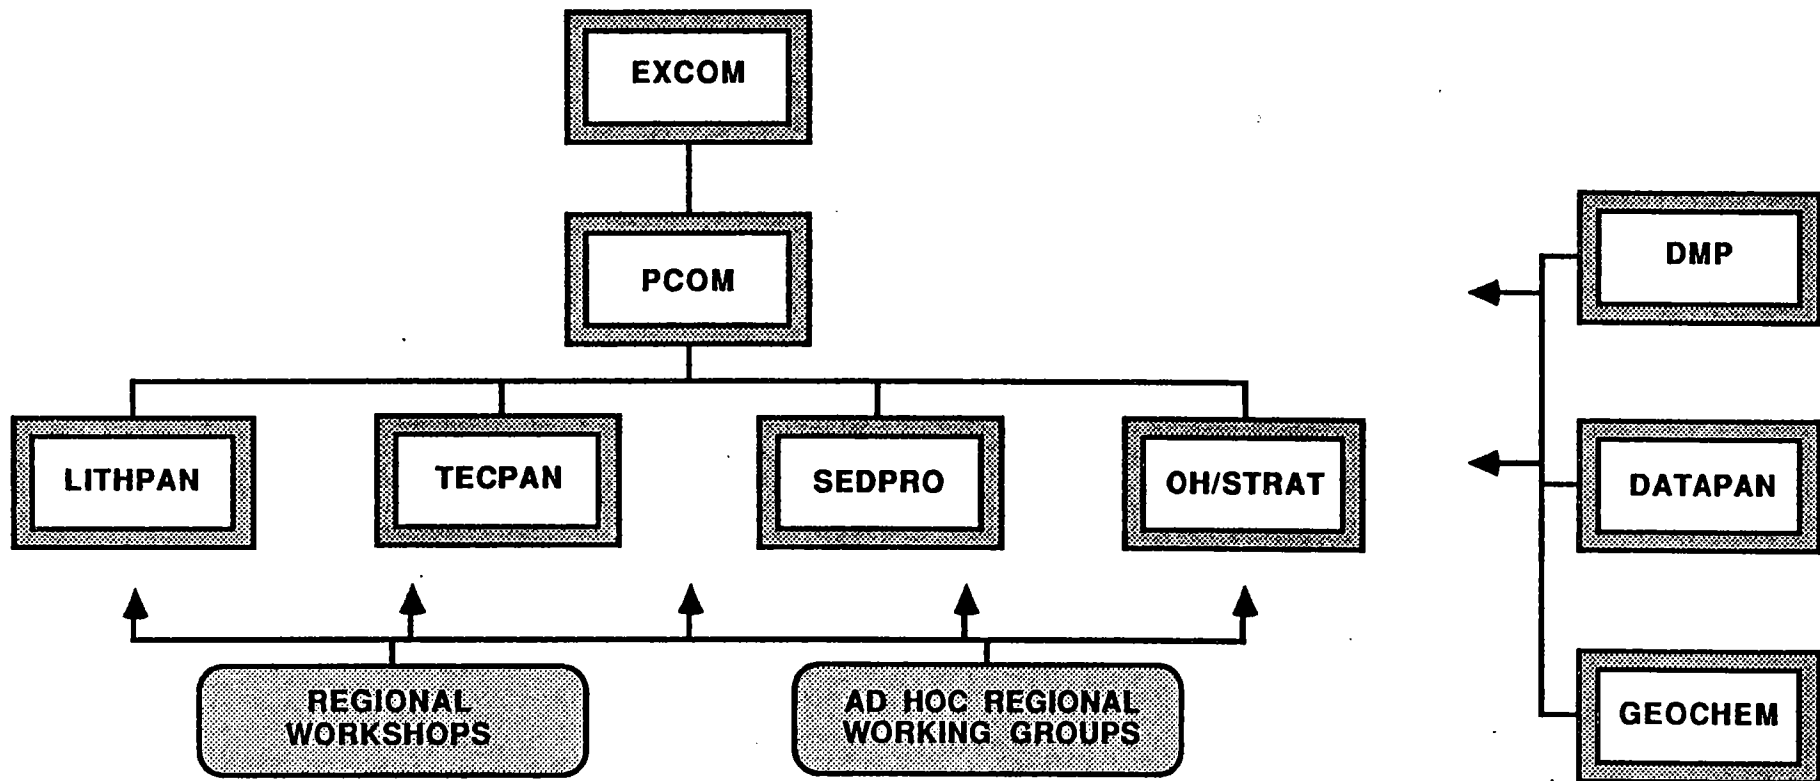 EXCOM
PCOM
DMP
LITHPAN
TECPAN
SEDPRO
OH/STRAT
DATAPAN
REGIONAL
WORKSHOPS
AD HOC REGIONAL
WORKING GROUPS
GEOCHEM